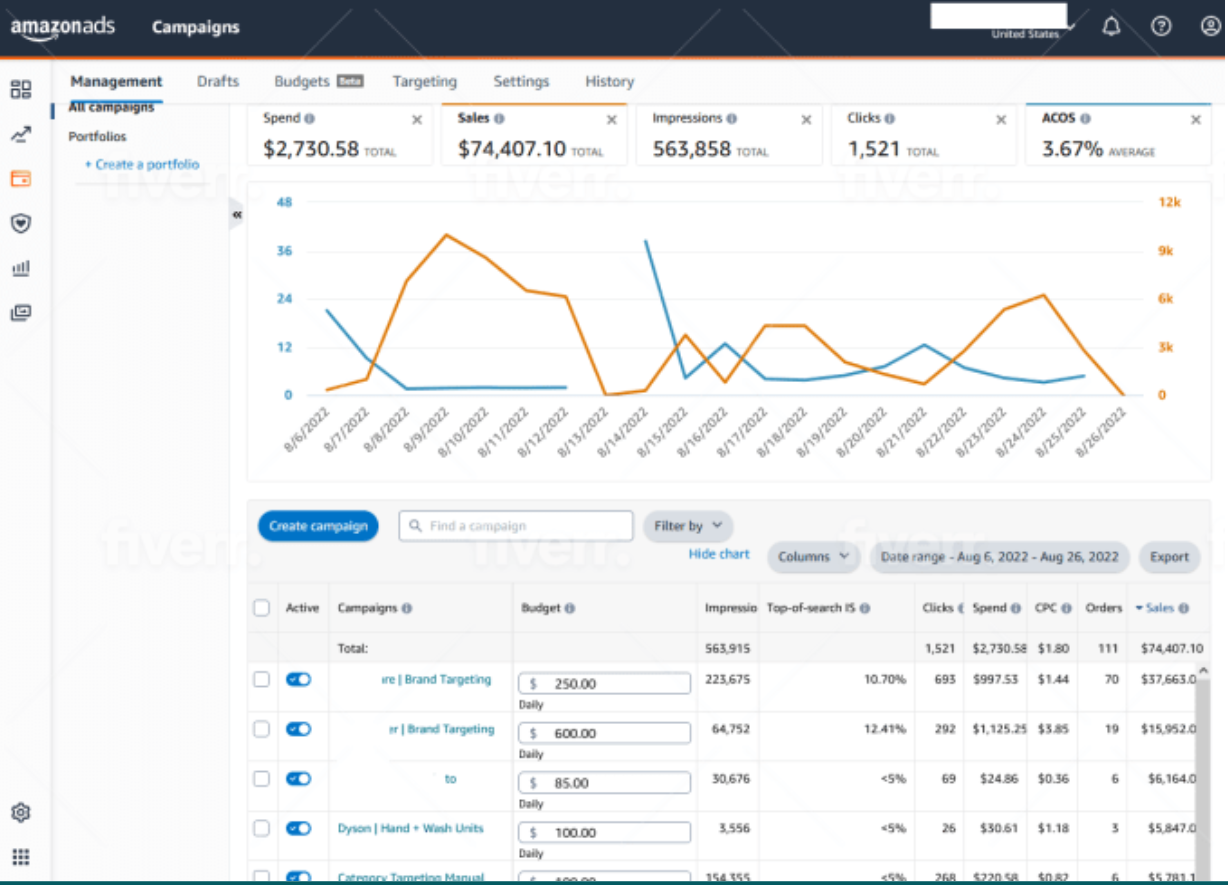 amazonads Campaigns
United States
Management Drafts Budgets Beta Targeting Settings History
All campaigns
Portfolios
+ Create a portfolio
Spend Sales Impressions Clicks ACOS
$2,730.58 TOTAL $74,407.10 TOTAL 563,858 TOTAL 1,521 TOTAL 3.67% AVERAGE
fiverr. fiverr. fiverr.
48 12k
36 9k
24 6k
12 3k
0 0
8/6/2022 8/7/2022 8/8/2022 8/9/2022 8/10/2022 8/11/2022 8/12/2022 8/13/2022 8/14/2022 8/15/2022 8/16/2022 8/17/2022 8/18/2022 8/19/2022 8/20/2022 8/21/2022 8/22/2022 8/23/2022 8/24/2022 8/25/2022 8/26/2022
Create campaign Find a campaign Filter by
fiverr. fiverr. fiverr.
Hide chart Columns Date range - Aug 6, 2022 - Aug 26, 2022 Export
Active Campaigns Budget Impressio Top-of-search IS Clicks Spend CPC Orders Sales
Total: 563,915 1,521 $2,730.58 $1.80 111 $74,407.10
re | Brand Targeting $ 250.00 223,675 10.70% 693 $997.53 $1.44 70 $37,663.0
Daily
er | Brand Targeting $ 600.00 64,752 12.41% 292 $1,125.25 $3.85 19 $15,952.0
Daily
to $ 85.00 30,676 <5% 69 $24.86 $0.36 6 $6,164.0
Daily
Dyson | Hand + Wash Units $ 100.00 3,556 <5% 26 $30.61 $1.18 3 $5,847.0
Daily
Category Targeting Manual $ 100.00 154,355 <5% 268 $220.58 $0.82 6 $5,781.1